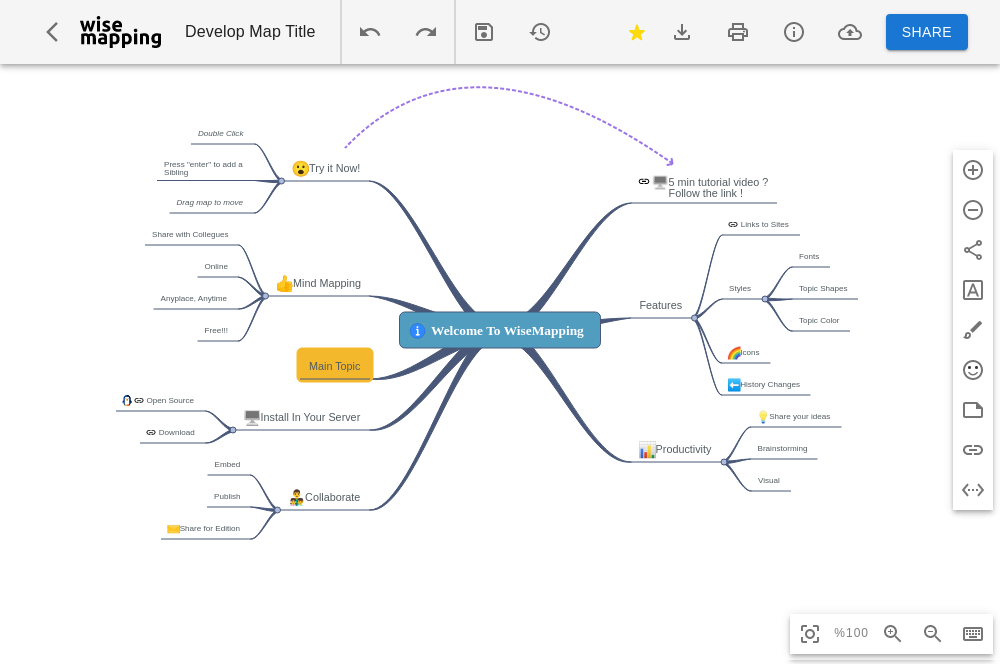 wise
mapping
Develop Map Title
SHARE
Double Click
Press "enter" to add a
Sibling
Drag map to move
Try it Now!
Share with Collegues
Online
Anyplace, Anytime
Free!!!
Mind Mapping
Main Topic
Open Source
Download
Install In Your Server
Embed
Publish
Share for Edition
Collaborate
Welcome To WiseMapping
5 min tutorial video ?
Follow the link !
Features
Links to Sites
Styles
Fonts
Topic Shapes
Topic Color
Icons
History Changes
Productivity
Share your ideas
Brainstorming
Visual
%100